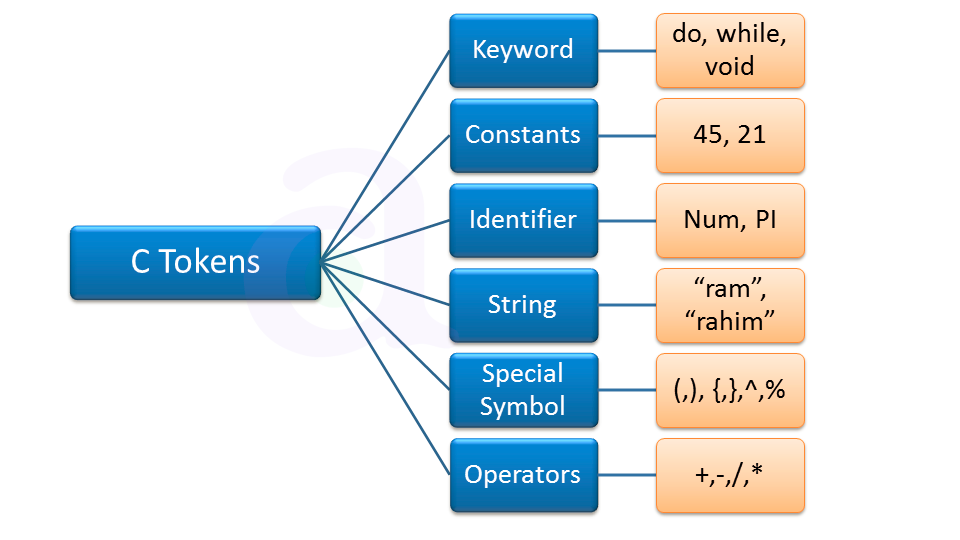 C Tokens
Keyword
do, while,
void
Constants
45, 21
Identifier
Num, PI
String
“ram”,
“rahim”
Special
Symbol
(,), {,},^,%
Operators
+,-,/,*